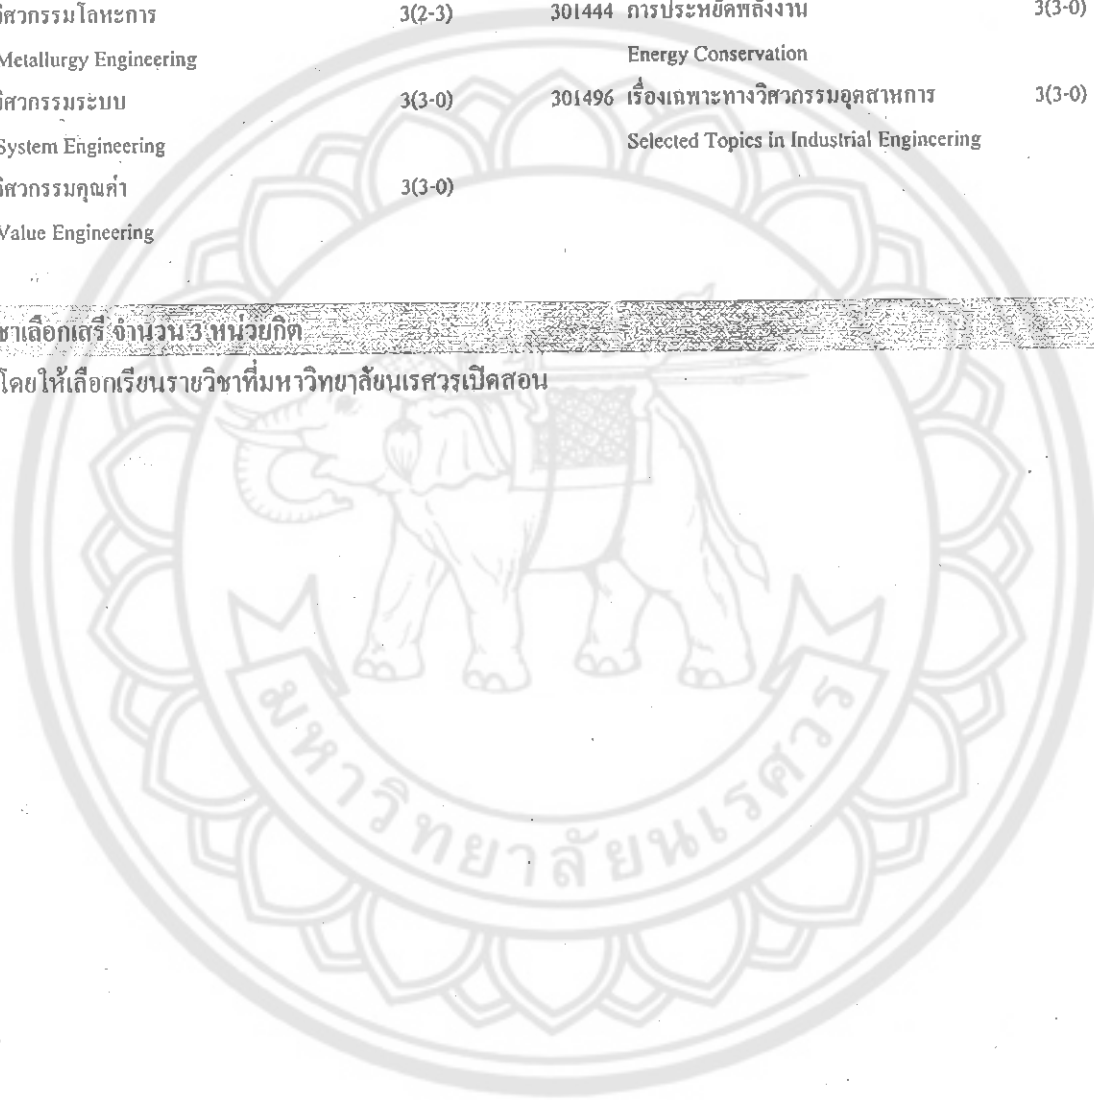 วิศวกรรมโลหะการ 3(2-3)
Metallurgy Engineering
วิศวกรรมระบบ 3(3-0)
System Engineering
วิศวกรรมคุณค่า 3(3-0)
Value Engineering
301444 การประหยัดพลังงาน 3(3-0)
Energy Conservation
301496 เรื่องเฉพาะทางวิศวกรรมอุตสาหการ 3(3-0)
Selected Topics in Industrial Engineering
ชาเลือกเสรี จำนวน 3 หน่วยกิต
โดยให้เลือกเรียนรายวิชาที่มหาวิทยาลัยนเรศวรเปิดสอน
มหาวิทยาลัยนเรศวร